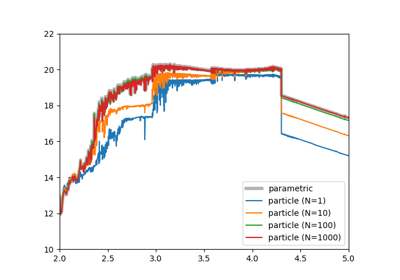 22
20
18
16
14
12
10
2.0 2.5 3.0 3.5 4.0 4.5 5.0
parametric
particle (N=1)
particle (N=10)
particle (N=100)
particle (N=1000)